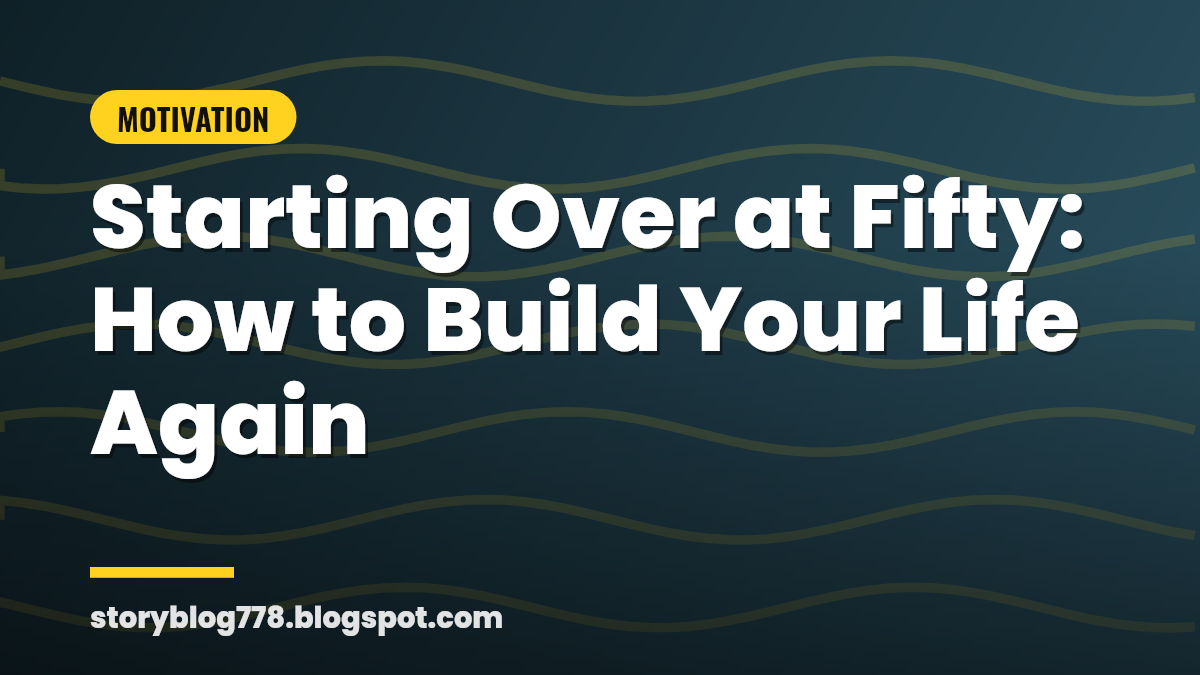 MOTIVATION
Starting Over at Fifty:
How to Build Your Life
Again
storyblog778.blogspot.com